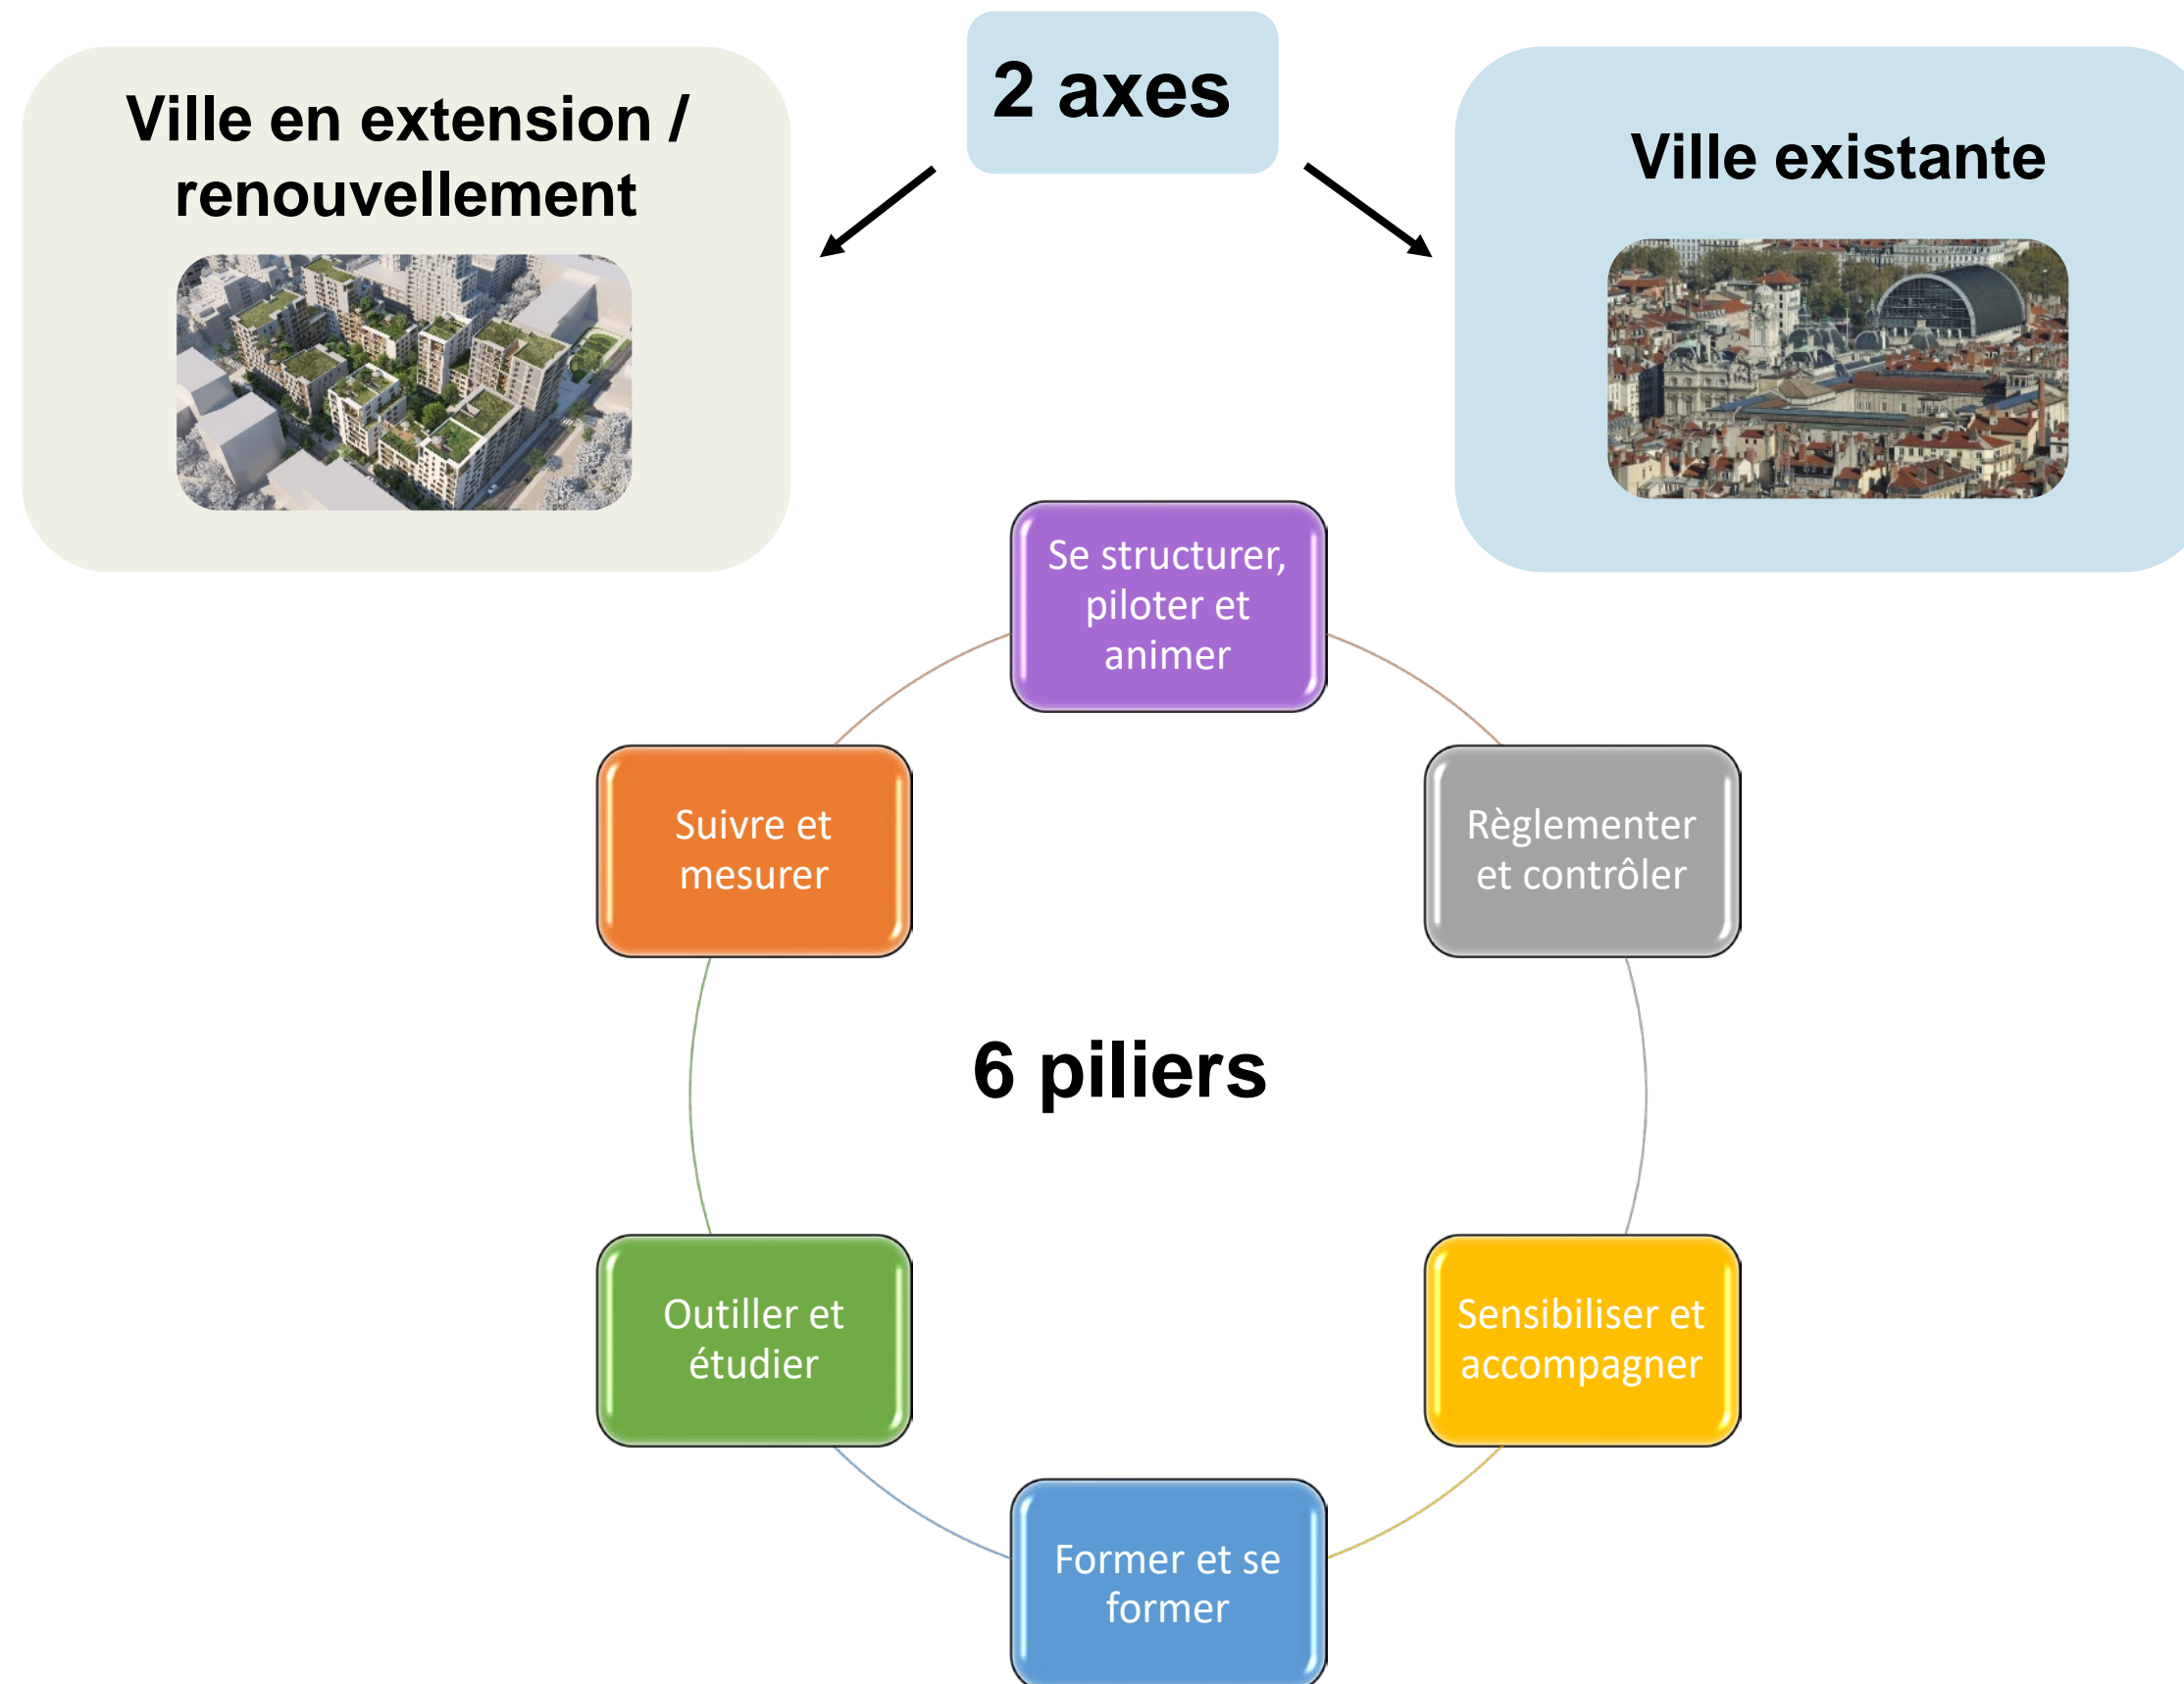 2 axes
Ville en extension /
renouvellement
Ville existante
Se structurer,
piloter et
animer
Suivre et
mesurer
Règlementer
et contrôler
6 piliers
Outiller et
étudier
Sensibiliser et
accompagner
Former et se
former